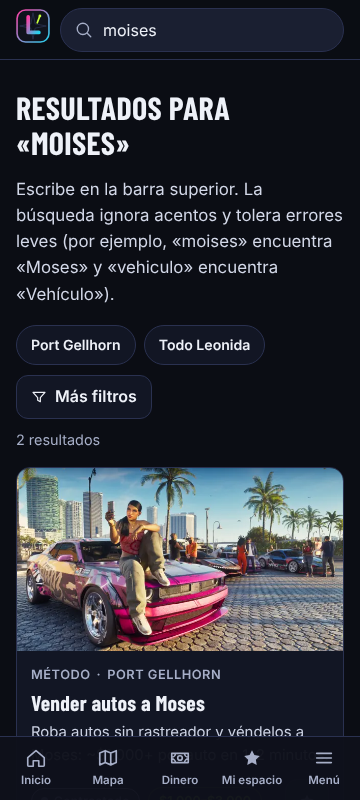 moises
RESULTADOS PARA
«MOISES»
Escribe en la barra superior. La
búsqueda ignora acentos y tolera errores
leves (por ejemplo, «moises» encuentra
«Moses» y «vehiculo» encuentra
«Vehículo»).
Port Gellhorn
Todo Leonida
Más filtros
2 resultados
MÉTODO · PORT GELLHORN
Vender autos a Moses
Roba autos sin rastreador y véndelos a
Inicio
Mapa
Dinero
Mi espacio
Menú